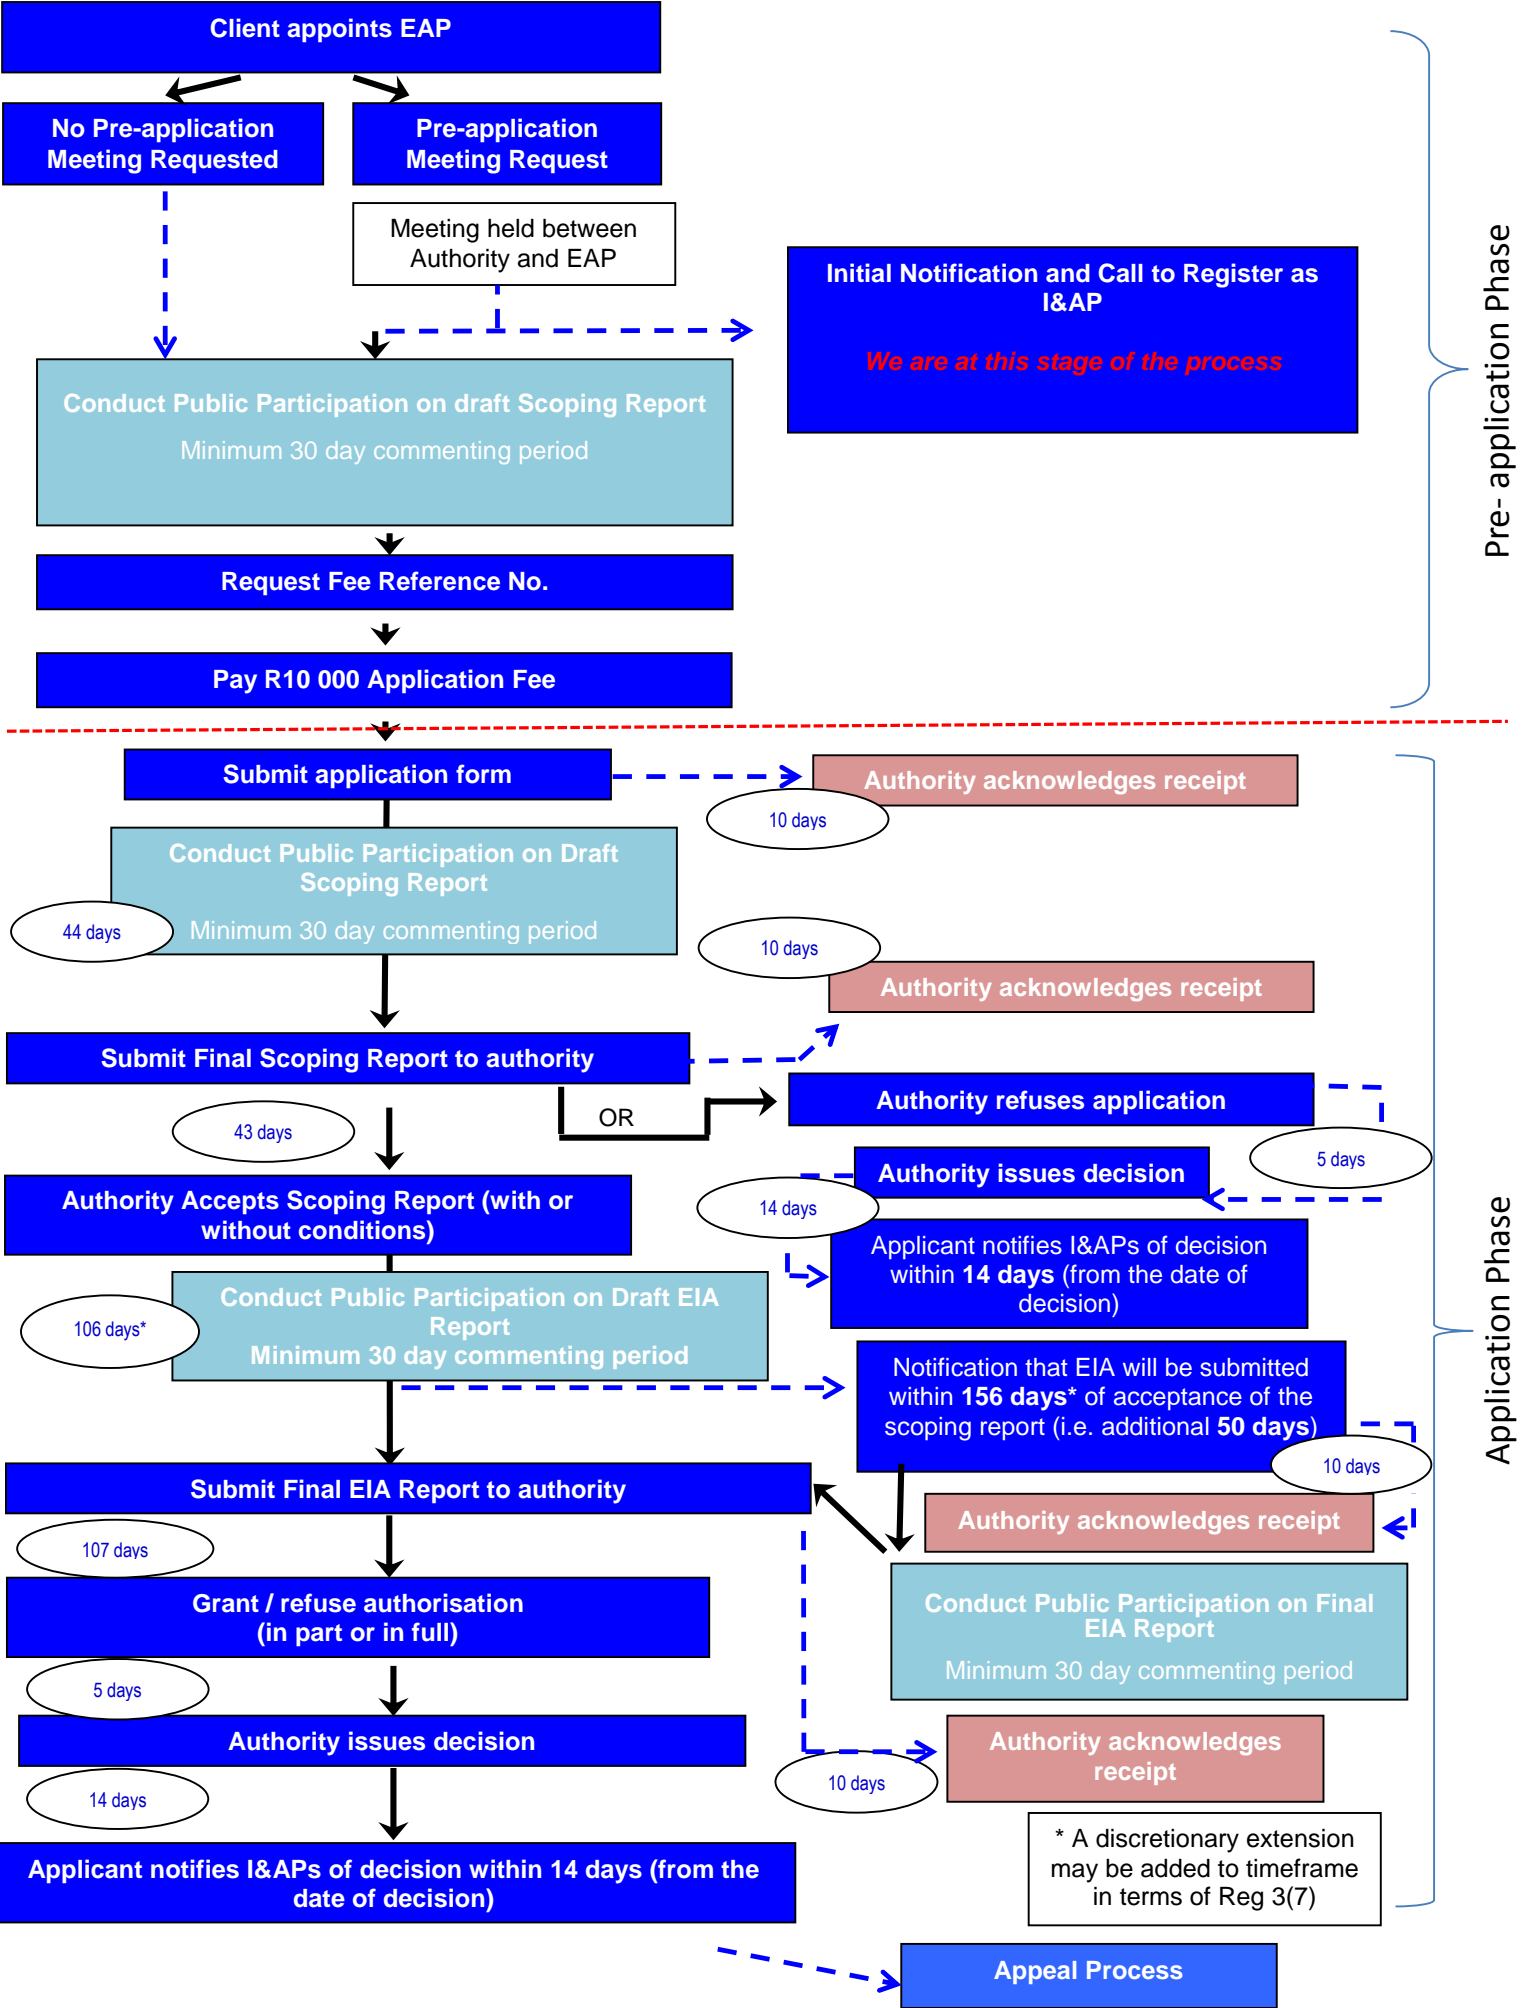 Client appoints EAP
No Pre-application
Meeting Requested
Pre-application
Meeting Request
Meeting held between
Authority and EAP
Initial Notification and Call to Register as
I&AP
We are at this stage of the process
Pre- application Phase
Conduct Public Participation on draft Scoping Report
Minimum 30 day commenting period
Request Fee Reference No.
Pay R10 000 Application Fee
Submit application form
Authority acknowledges receipt
10 days
Conduct Public Participation on Draft
Scoping Report
Minimum 30 day commenting period
44 days
10 days
Authority acknowledges receipt
Submit Final Scoping Report to authority
OR
Authority refuses application
43 days
5 days
Authority issues decision
Authority Accepts Scoping Report (with or
without conditions)
14 days
Applicant notifies I&APs of decision
within 14 days (from the date of
decision)
Application Phase
Conduct Public Participation on Draft EIA
Report
Minimum 30 day commenting period
106 days*
Notification that EIA will be submitted
within 156 days* of acceptance of the
scoping report (i.e. additional 50 days)
10 days
Submit Final EIA Report to authority
Authority acknowledges receipt
107 days
Grant / refuse authorisation
(in part or in full)
Conduct Public Participation on Final
EIA Report
Minimum 30 day commenting period
5 days
Authority issues decision
Authority acknowledges
receipt
10 days
14 days
* A discretionary extension
may be added to timeframe
in terms of Reg 3(7)
Applicant notifies I&APs of decision within 14 days (from the
date of decision)
Appeal Process